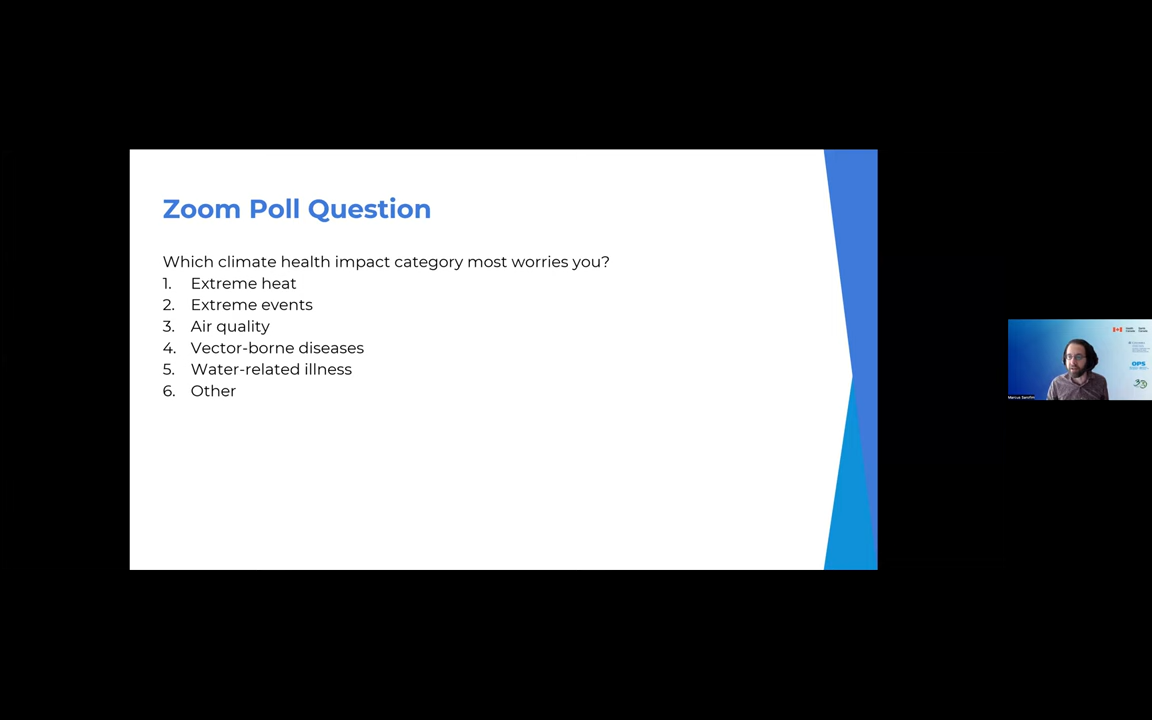 Zoom Poll Question
Which climate health impact category most worries you?
1. Extreme heat
2. Extreme events
3. Air quality
4. Vector-borne diseases
5. Water-related illness
6. Other
OPS